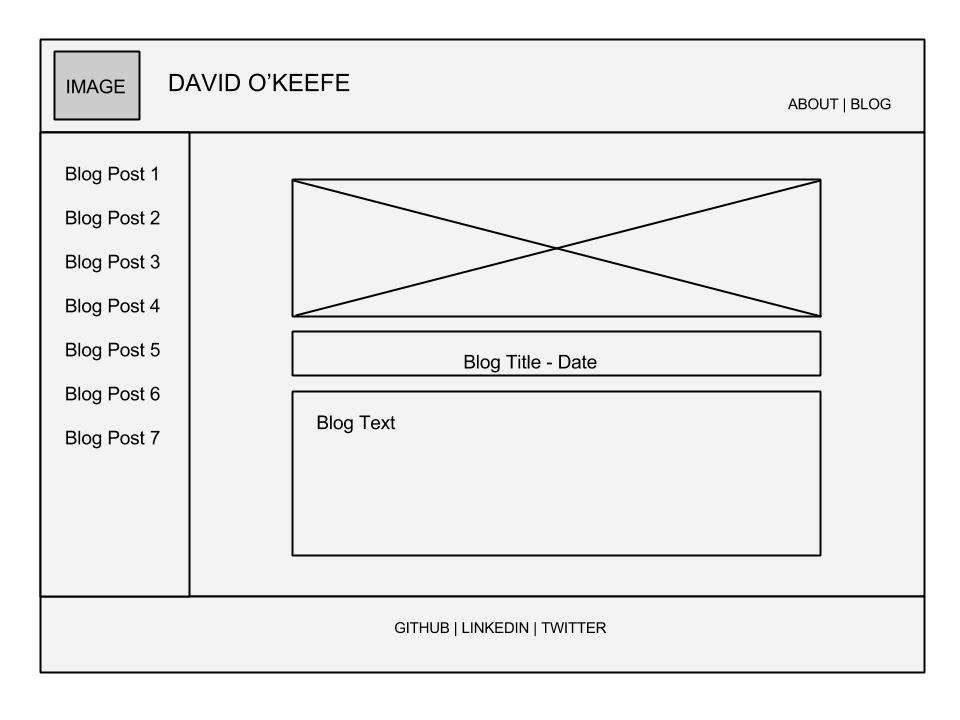 IMAGE
DAVID O’KEEFE
ABOUT | BLOG
Blog Post 1
Blog Post 2
Blog Post 3
Blog Post 4
Blog Post 5
Blog Post 6
Blog Post 7
Blog Title - Date
Blog Text
GITHUB | LINKEDIN | TWITTER